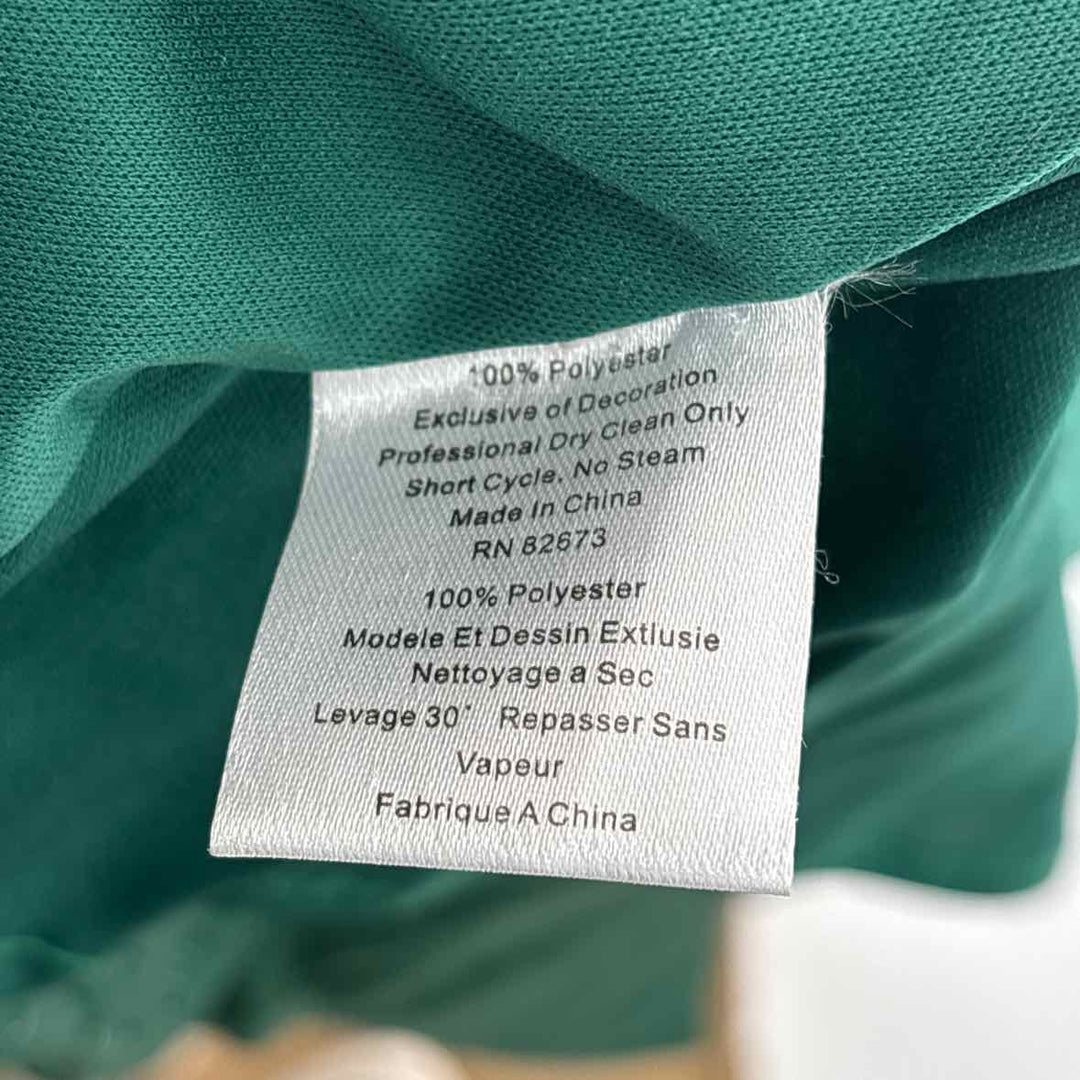 100% Polyester
Exclusive of Decoration
Professional Dry Clean Only
Short Cycle, No Steam
Made In China
RN 82673
100% Polyester
Modele Et Dessin Extlusie
Nettoyage a Sec
Levage 30° Repasser Sans
Vapeur
Fabrique A China